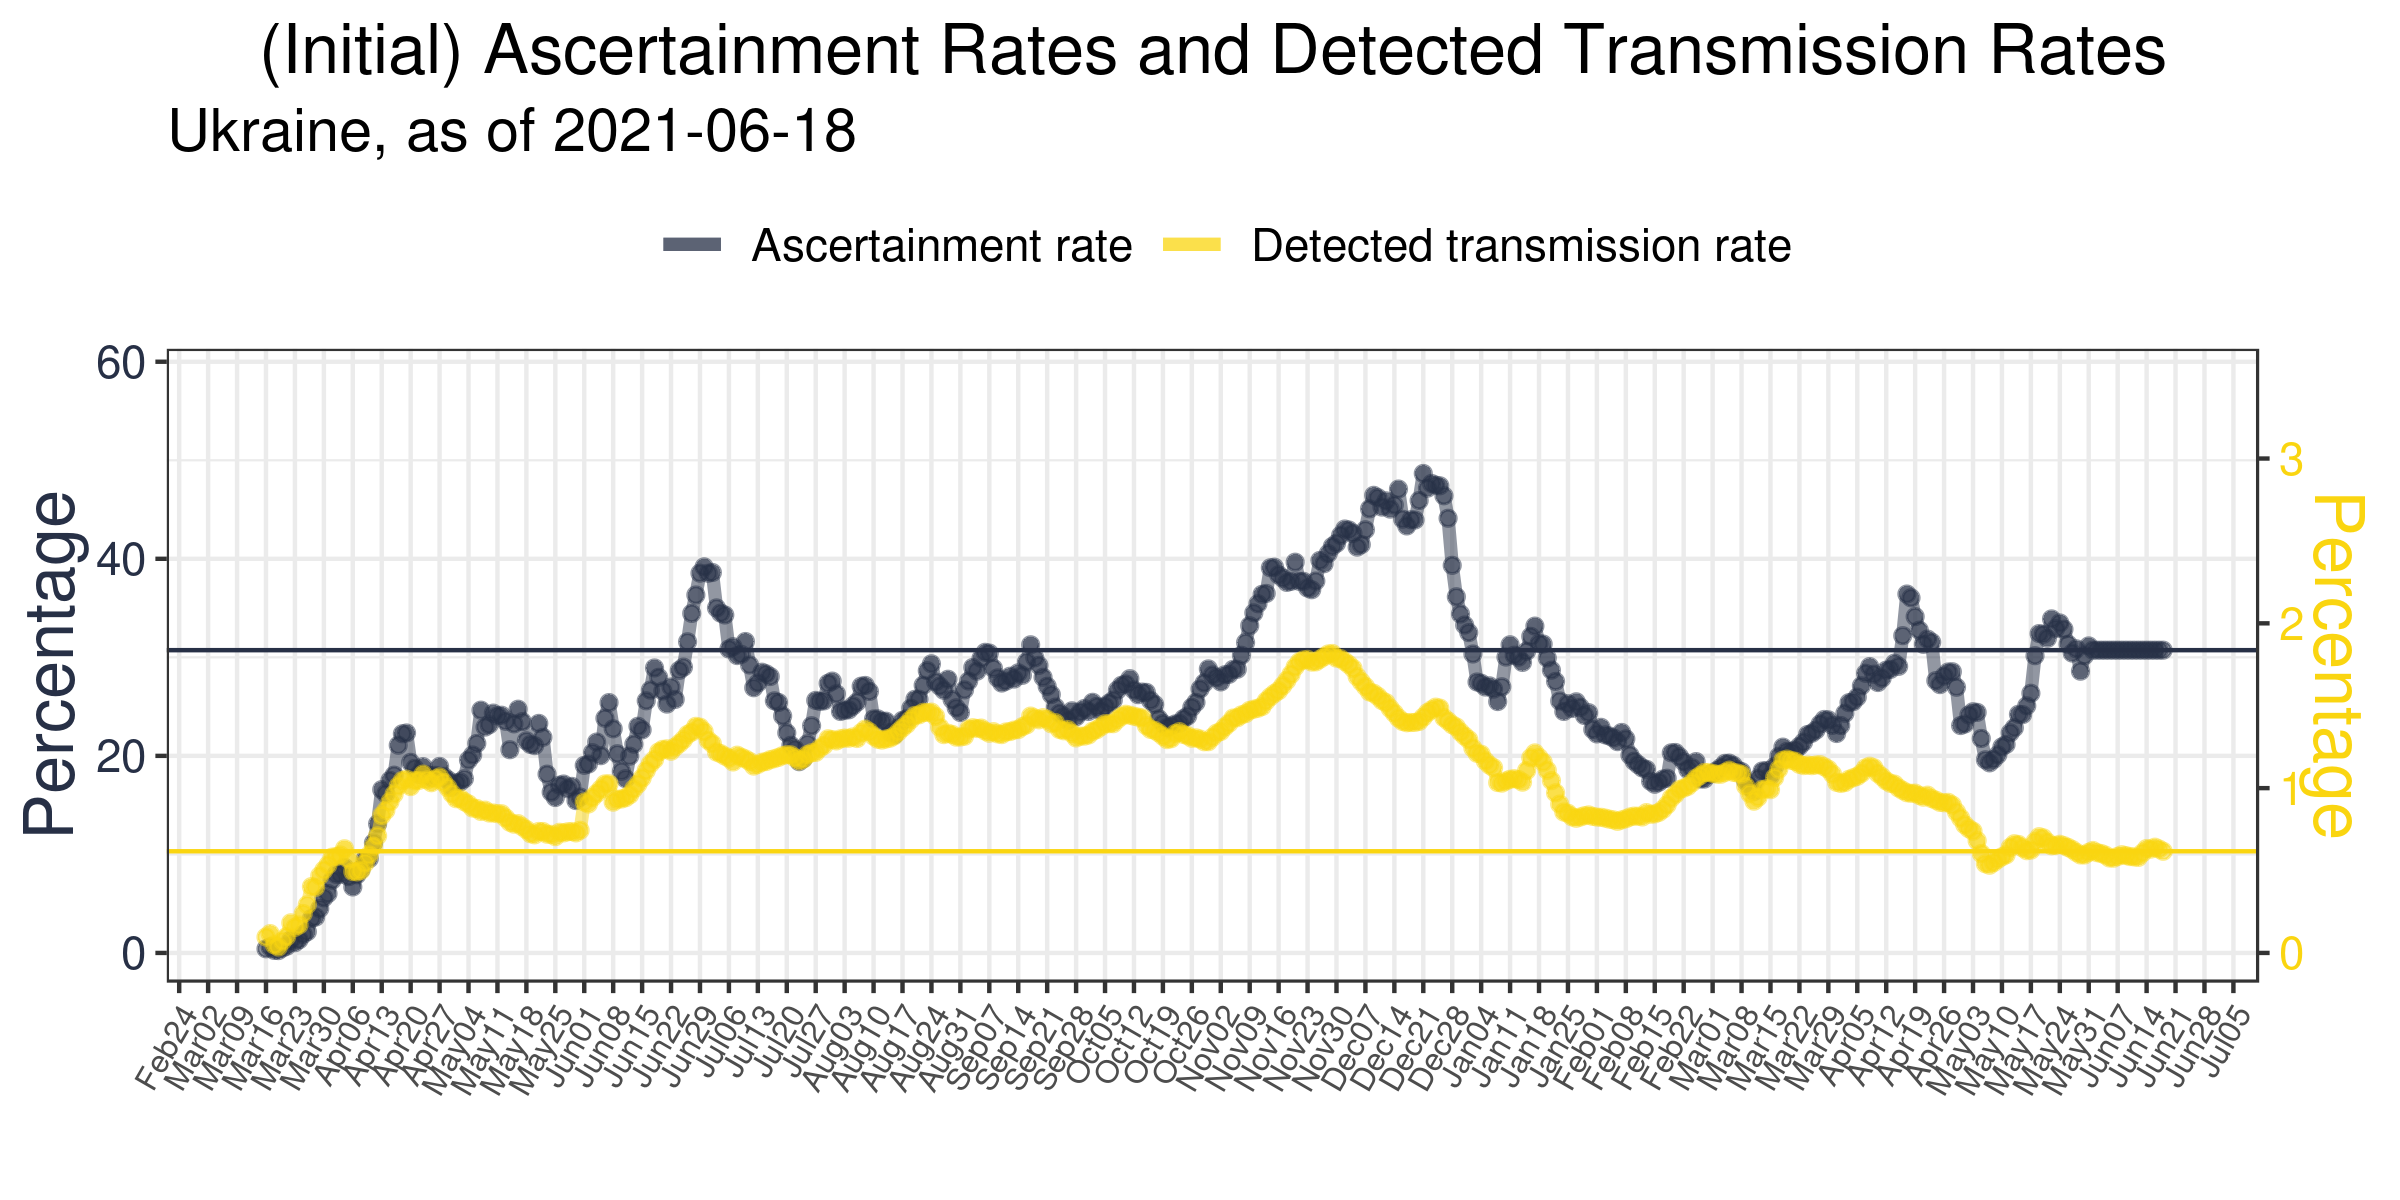 (Initial) Ascertainment Rates and Detected Transmission Rates
Ukraine, as of 2021-06-18
Ascertainment rate Detected transmission rate
Percentage
60
40
20
0
3
2
1
0
Percentage
Feb24
Mar02
Mar09
Mar16
Mar23
Mar30
Apr06
Apr13
Apr20
Apr27
May04
May11
May18
May25
Jun01
Jun08
Jun15
Jun22
Jun29
Jul06
Jul13
Jul20
Jul27
Aug03
Aug10
Aug17
Aug24
Aug31
Sep07
Sep14
Sep21
Sep28
Oct05
Oct12
Oct19
Oct26
Nov02
Nov09
Nov16
Nov23
Nov30
Dec07
Dec14
Dec21
Dec28
Jan04
Jan11
Jan18
Jan25
Feb01
Feb08
Feb15
Feb22
Mar01
Mar08
Mar15
Mar22
Mar29
Apr05
Apr12
Apr19
Apr26
May03
May10
May17
May24
May31
Jun07
Jun14
Jun21
Jun28
Jul05